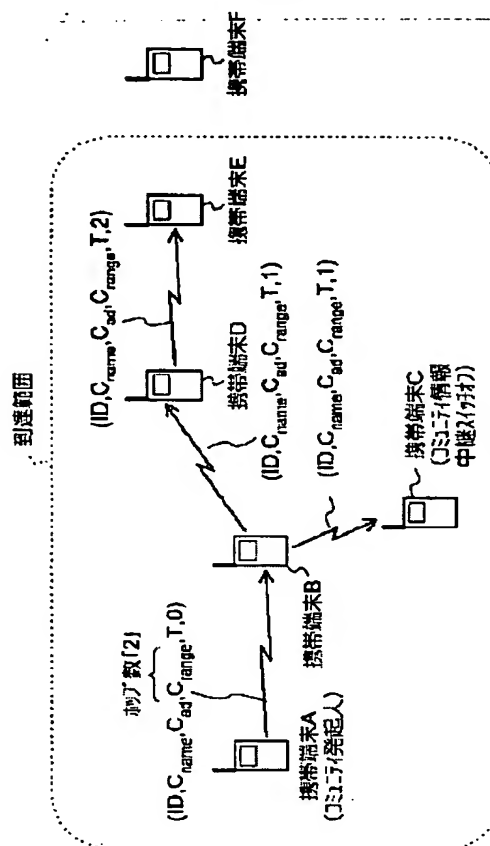 到達範囲
ホップ数「2」
(ID,Cname,Cad,Crange,T,0)
携帯端末A
(コミュニティ発起人)
携帯端末B
(ID,Cname,Cad,Crange,T,1)
(ID,Cname,Cad,Crange,T,1)
携帯端末C
(コミュニティ情報
中継スイッチオフ)
携帯端末D
(ID,Cname,Cad,Crange,T,2)
携帯端末E
携帯端末F